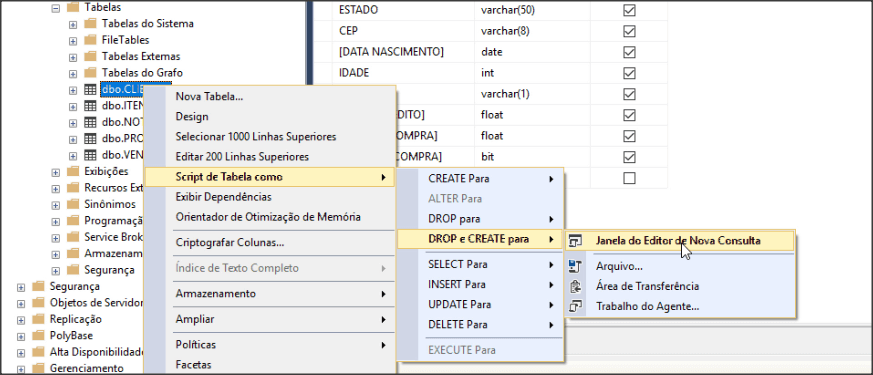 Tabelas
Tabelas do Sistema
FileTables
Tabelas Externas
Tabelas do Grafo
dbo.CLIE
dbo.ITEN
dbo.NOT
dbo.PRO
dbo.VEN
Exibições
Recursos Ext
Sinônimos
Programaçã
Service Brok
Armazenam
Segurança
Segurança
Objetos de Servidor
Replicação
PolyBase
Alta Disponibilidade
Gerenciamento
ESTADO varchar(50)
CEP varchar(8)
[DATA NASCIMENTO] date
IDADE int
varchar(1)
DITO] float
COMPRA] float
COMPRA] bit
Nova Tabela...
Design
Selecionar 1000 Linhas Superiores
Editar 200 Linhas Superiores
Script de Tabela como
Exibir Dependências
Orientador de Otimização de Memória
Criptografar Colunas...
Índice de Texto Completo
Armazenamento
Ampliar
Políticas
Facetas
CREATE Para
ALTER Para
DROP para
DROP e CREATE para
SELECT Para
INSERT Para
UPDATE Para
DELETE Para
EXECUTE Para
Janela do Editor de Nova Consulta
Arquivo...
Área de Transferência
Trabalho do Agente...